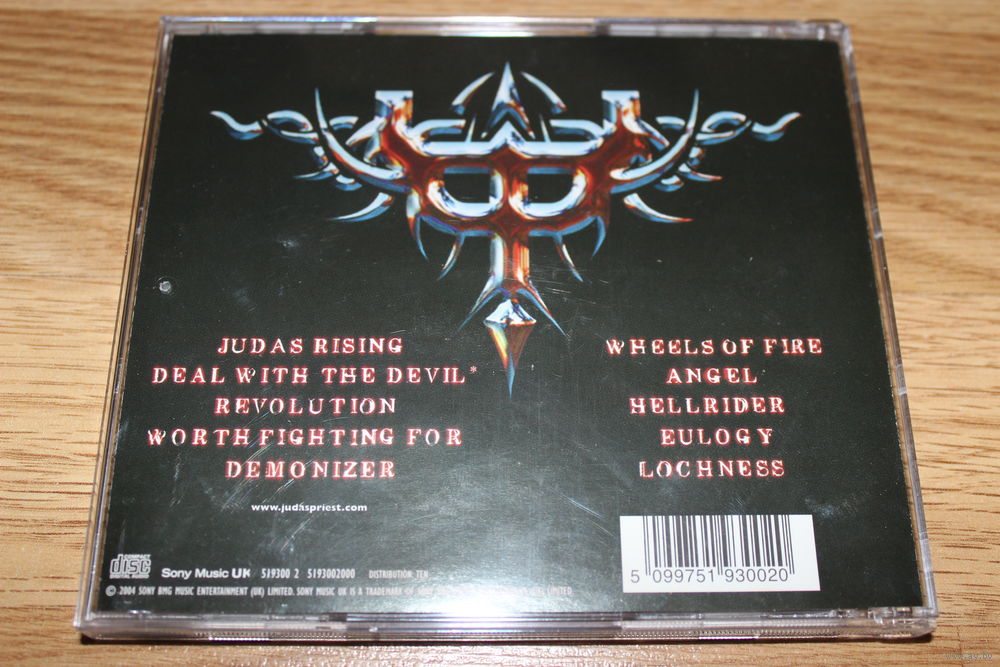 JUDAS RISING
DEAL WITH THE DEVIL*
REVOLUTION
WORTH FIGHTING FOR
DEMONIZER
WHEELS OF FIRE
ANGEL
HELLRIDER
EULOGY
LOCHNESS
www.judaspriest.com
COMPACT
disc
DIGITAL AUDIO
Sony Music UK 519300 2 5193002000 DISTRIBUTION: TEN
© 2004 SONY BMG MUSIC ENTERTAINMENT (UK) LIMITED. SONY MUSIC UK IS A TRADEMARK OF SONY LIMITED
5 099751 930020